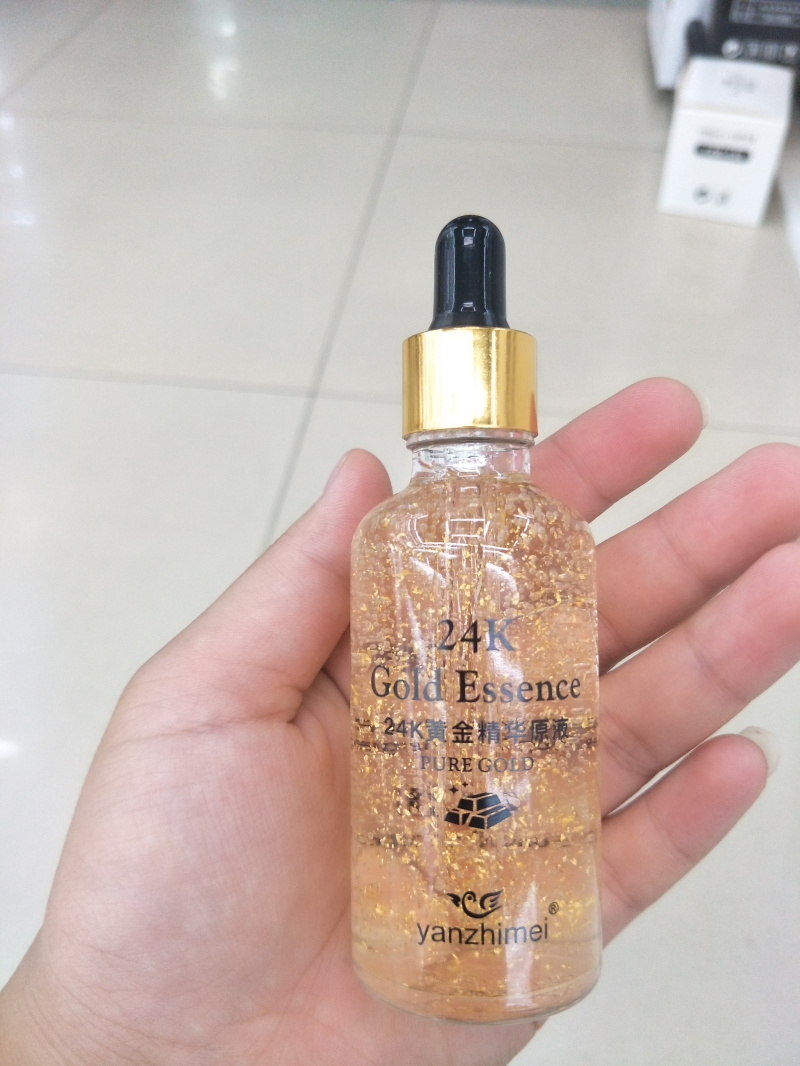 24K
Gold Essence
24K黄金精华原液
PURE GOLD
yanzhimei®